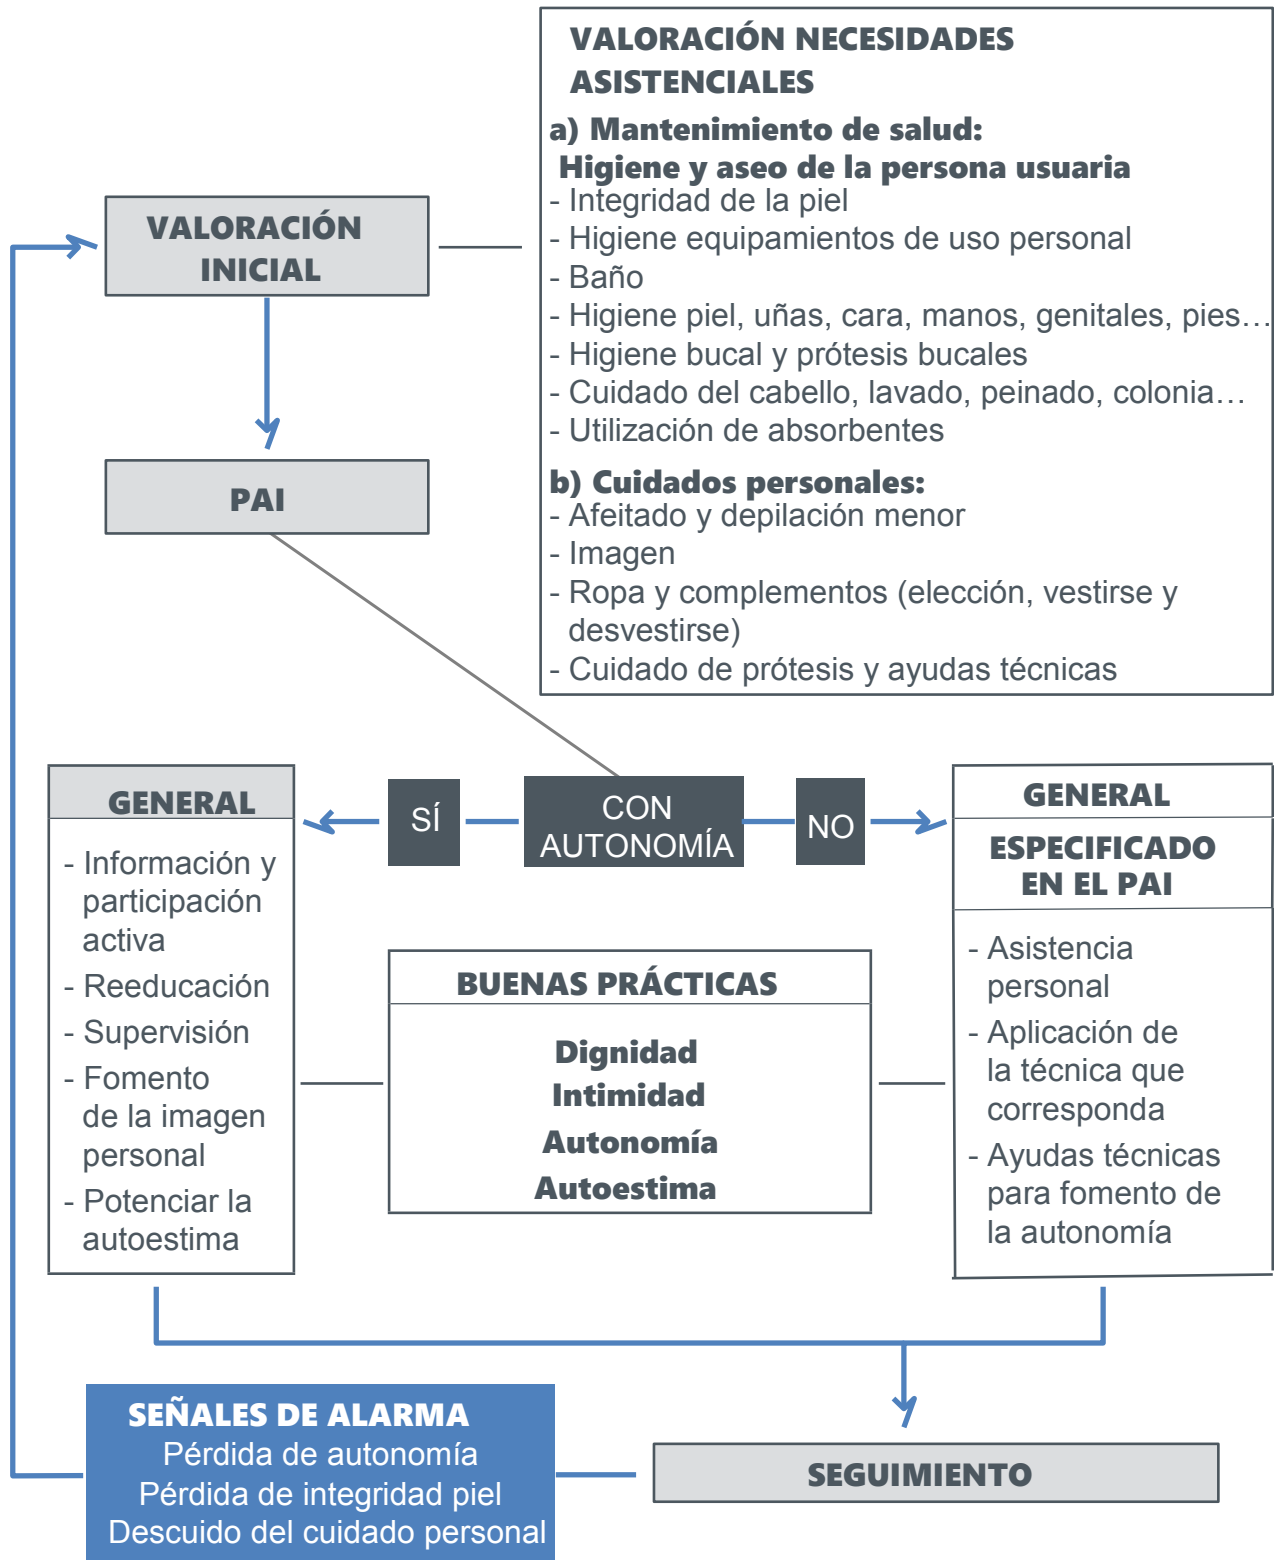 VALORACIÓN NECESIDADES
ASISTENCIALES
a) Mantenimiento de salud:
Higiene y aseo de la persona usuaria
- Integridad de la piel
- Higiene equipamientos de uso personal
- Baño
- Higiene piel, uñas, cara, manos, genitales, pies…
- Higiene bucal y prótesis bucales
- Cuidado del cabello, lavado, peinado, colonia…
- Utilización de absorbentes
b) Cuidados personales:
- Afeitado y depilación menor
- Imagen
- Ropa y complementos (elección, vestirse y
desvestirse)
- Cuidado de prótesis y ayudas técnicas
VALORACIÓN
INICIAL
PAI
CON
AUTONOMÍA
SÍ
NO
GENERAL
- Información y
participación
activa
- Reeducación
- Supervisión
- Fomento
de la imagen
personal
- Potenciar la
autoestima
BUENAS PRÁCTICAS
Dignidad
Intimidad
Autonomía
Autoestima
GENERAL
ESPECIFICADO
EN EL PAI
- Asistencia
personal
- Aplicación de
la técnica que
corresponda
- Ayudas técnicas
para fomento de
la autonomía
SEÑALES DE ALARMA
Pérdida de autonomía
Pérdida de integridad piel
Descuido del cuidado personal
SEGUIMIENTO